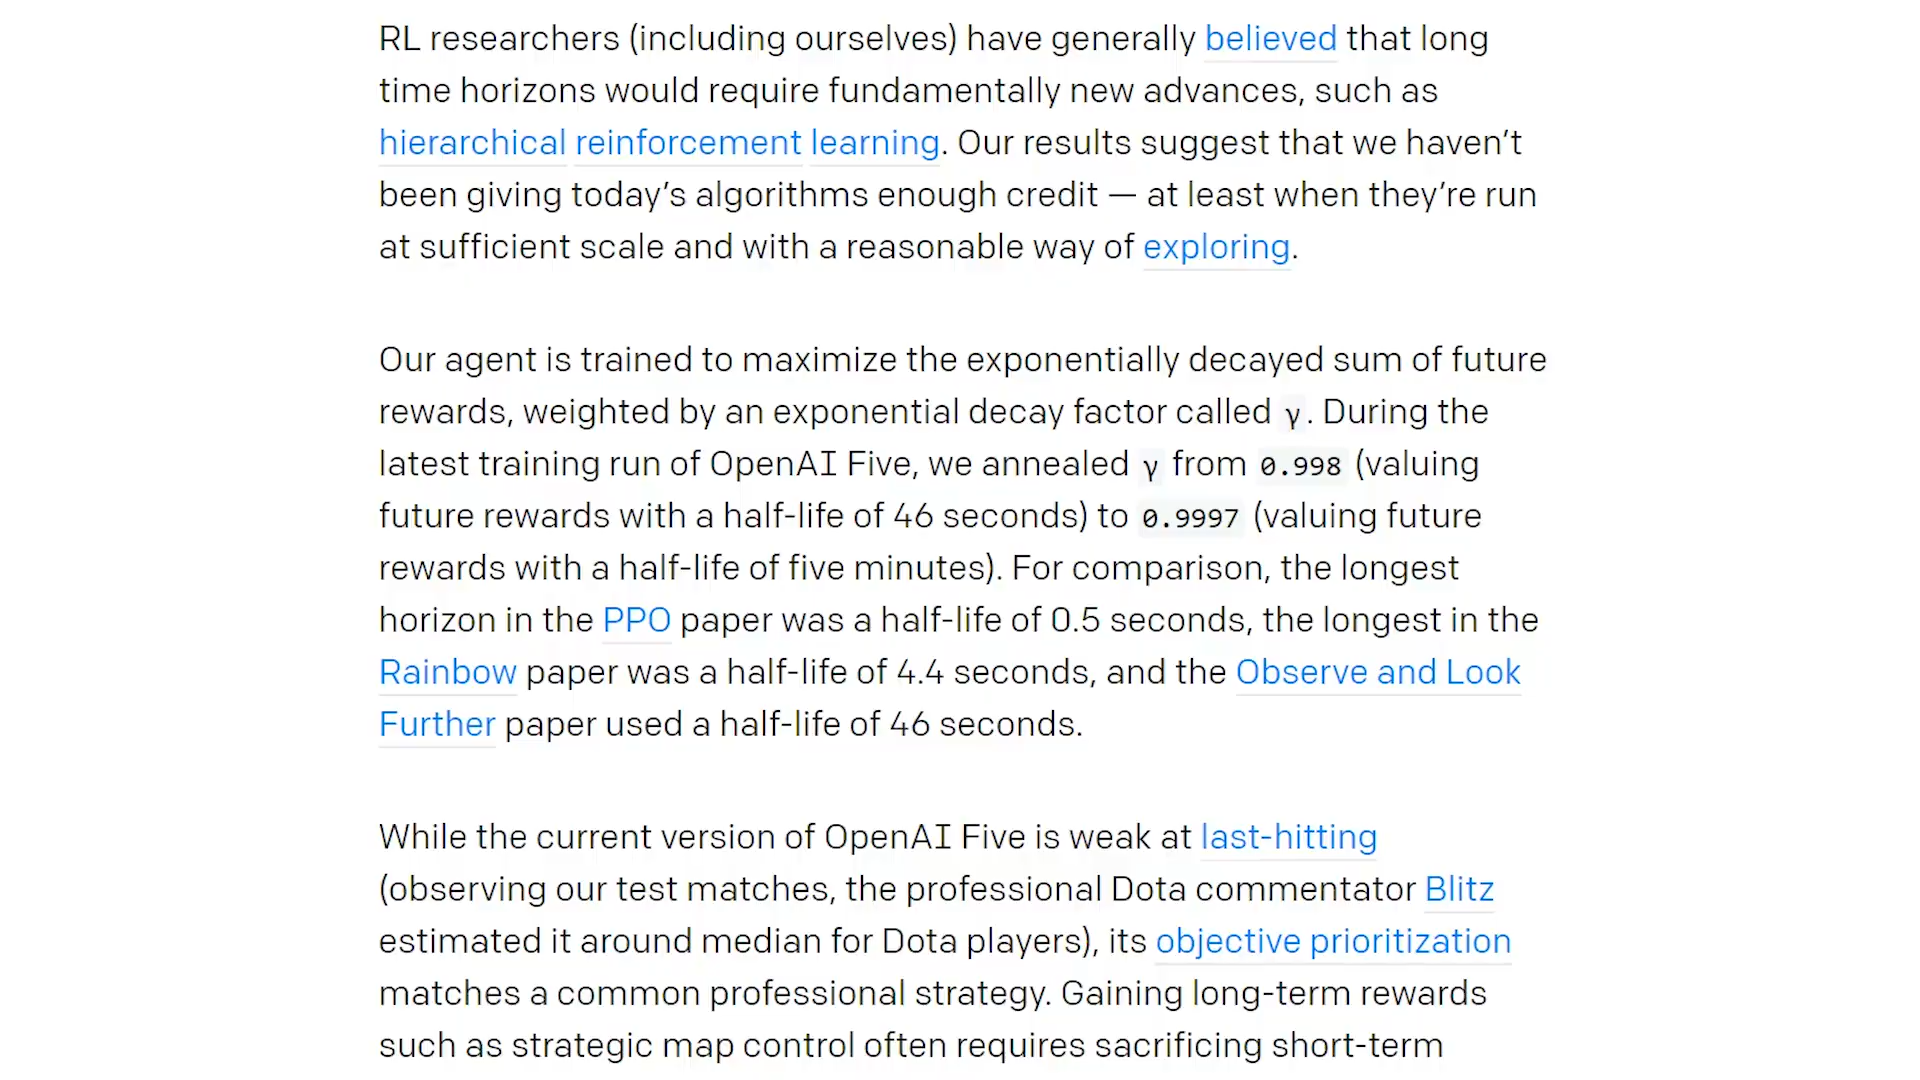 RL researchers (including ourselves) have generally believed that long
time horizons would require fundamentally new advances, such as
hierarchical reinforcement learning. Our results suggest that we haven’t
been giving today’s algorithms enough credit — at least when they’re run
at sufficient scale and with a reasonable way of exploring.
Our agent is trained to maximize the exponentially decayed sum of future
rewards, weighted by an exponential decay factor called γ. During the
latest training run of OpenAI Five, we annealed γ from 0.998 (valuing
future rewards with a half-life of 46 seconds) to 0.9997 (valuing future
rewards with a half-life of five minutes). For comparison, the longest
horizon in the PPO paper was a half-life of 0.5 seconds, the longest in the
Rainbow paper was a half-life of 4.4 seconds, and the Observe and Look
Further paper used a half-life of 46 seconds.
While the current version of OpenAI Five is weak at last-hitting
(observing our test matches, the professional Dota commentator Blitz
estimated it around median for Dota players), its objective prioritization
matches a common professional strategy. Gaining long-term rewards
such as strategic map control often requires sacrificing short-term